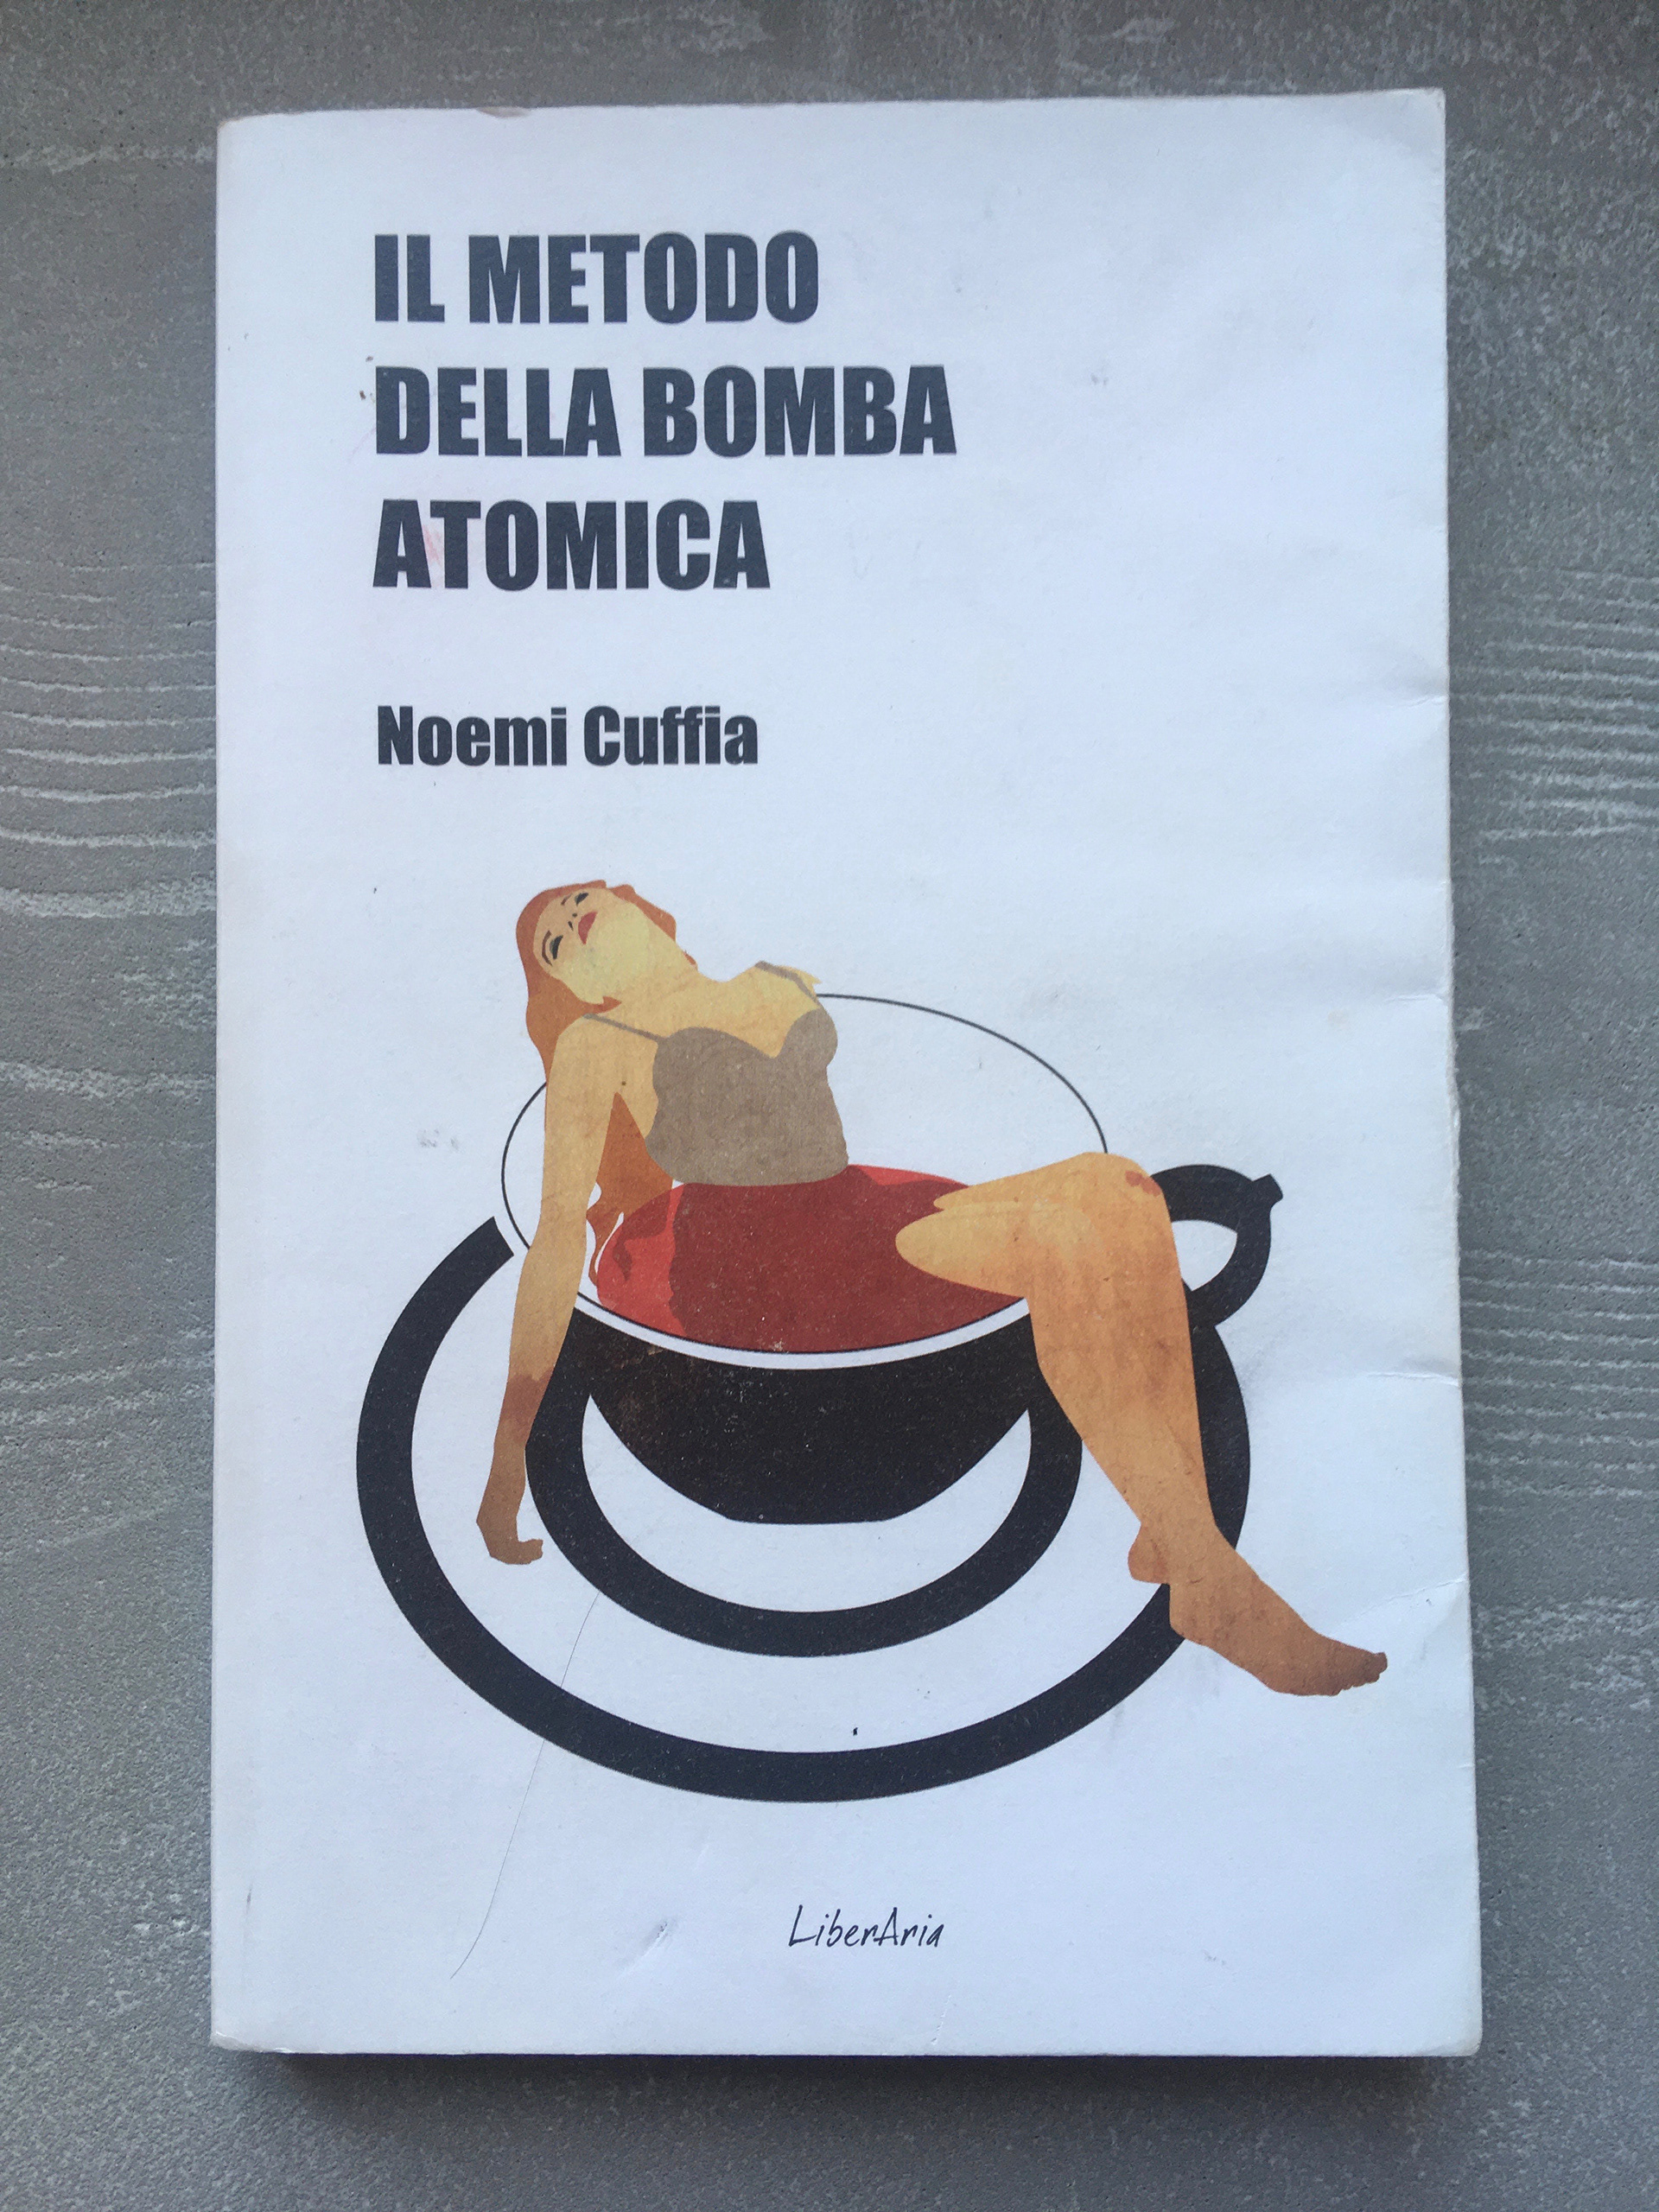 IL METODO
DELLA BOMBA
ATOMICA
Noemi Cuffia
LiberAria